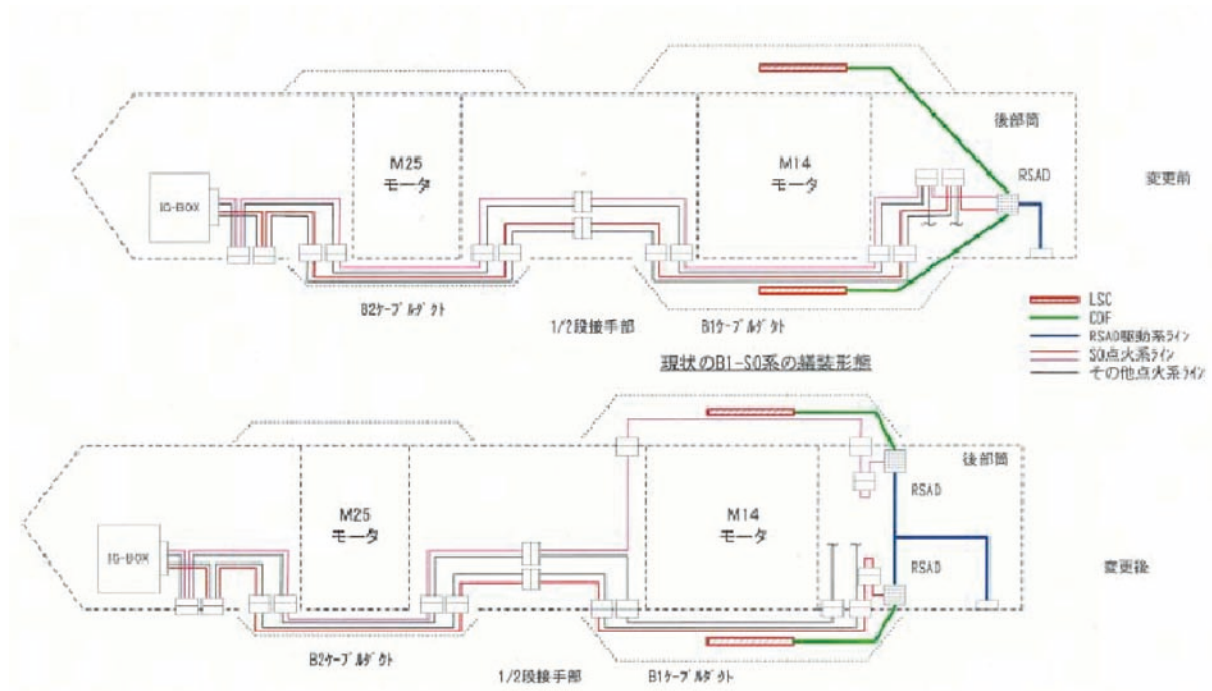 後部筒
M25
モータ
M14
モータ
RSAD
変更前
IG-BOX
B2ケーブルダクト
1/2段接手部
B1ケーブルダクト
LSC
CDF
RSAD駆動系ライン
SO点火系ライン
その他点火系ライン
現状のB1-SO系の艤装形態
後部筒
M25
モータ
M14
モータ
RSAD
IG-BOX
RSAD
変更後
B2ケーブルダクト
1/2段接手部
B1ケーブルダクト